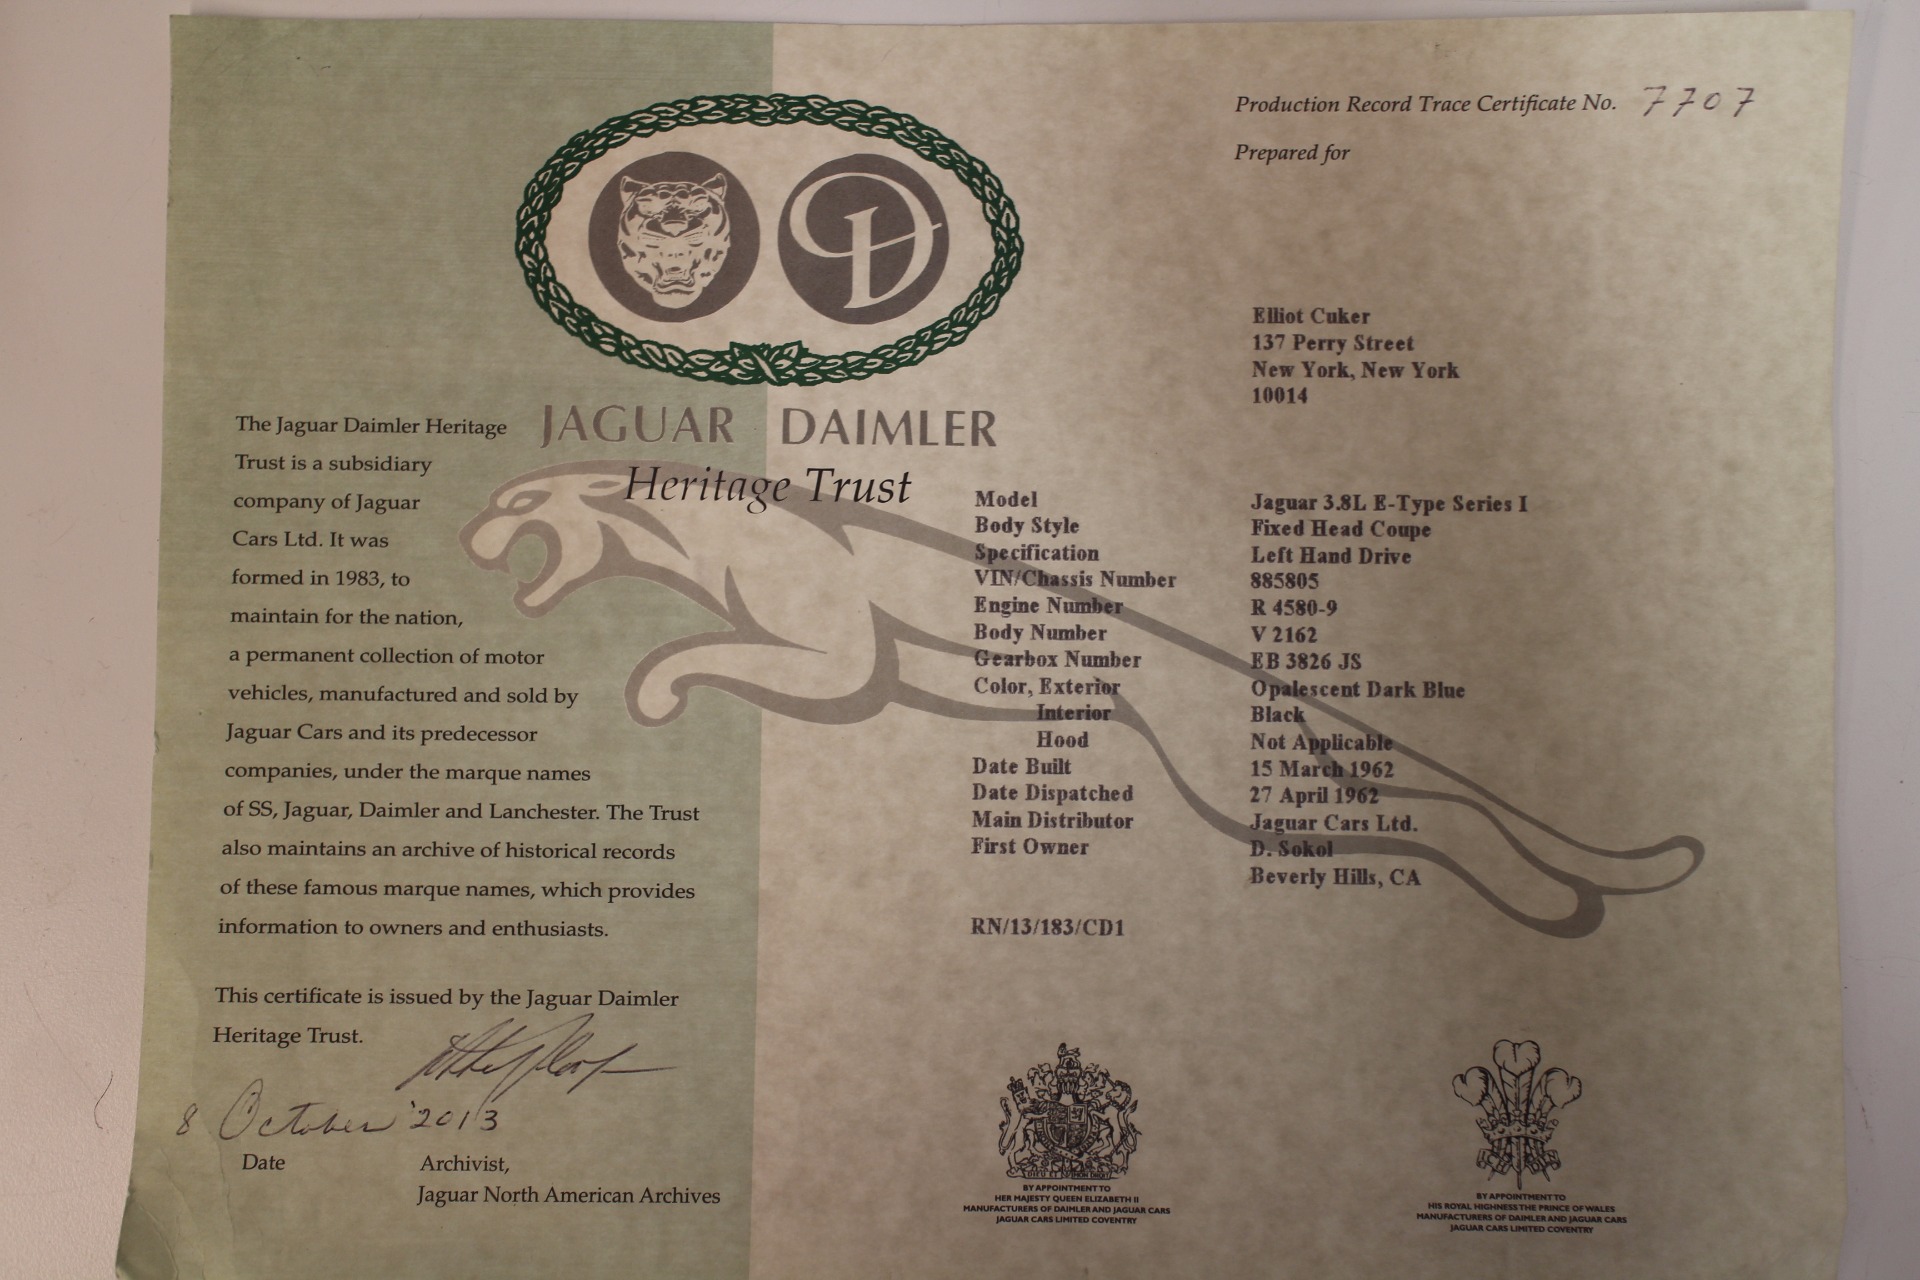 Production Record Trace Certificate No. 7707
Prepared for
Elliot Cuker
137 Perry Street
New York, New York
10014
JAGUAR DAIMLER
Heritage Trust
The Jaguar Daimler Heritage
Trust is a subsidiary
company of Jaguar
Cars Ltd. It was
formed in 1983, to
maintain for the nation,
a permanent collection of motor
vehicles, manufactured and sold by
Jaguar Cars and its predecessor
companies, under the marque names
of SS, Jaguar, Daimler and Lanchester. The Trust
also maintains an archive of historical records
of these famous marque names, which provides
information to owners and enthusiasts.
This certificate is issued by the Jaguar Daimler
Heritage Trust.
8 October '2013
Date
Archivist,
Jaguar North American Archives
Model Jaguar 3.8L E-Type Series I
Body Style Fixed Head Coupe
Specification Left Hand Drive
VIN/Chassis Number 885805
Engine Number R 4580-9
Body Number V 2162
Gearbox Number EB 3826 JS
Color, Exterior Opalescent Dark Blue
Interior Black
Hood Not Applicable
Date Built 15 March 1962
Date Dispatched 27 April 1962
Main Distributor Jaguar Cars Ltd.
First Owner D. Sokol
Beverly Hills, CA
RN/13/183/CD1
DIEU ET MON DROIT
BY APPOINTMENT TO
HER MAJESTY QUEEN ELIZABETH II
MANUFACTURERS OF DAIMLER AND JAGUAR CARS
JAGUAR CARS LIMITED COVENTRY
BY APPOINTMENT TO
HIS ROYAL HIGHNESS THE PRINCE OF WALES
MANUFACTURERS OF DAIMLER AND JAGUAR CARS
JAGUAR CARS LIMITED COVENTRY